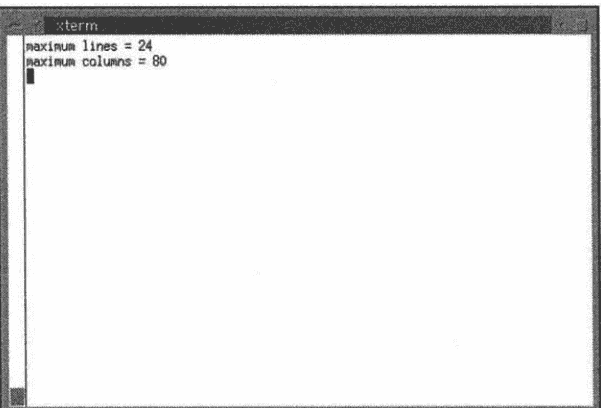 xterm
maximum lines = 24
maximum columns = 80